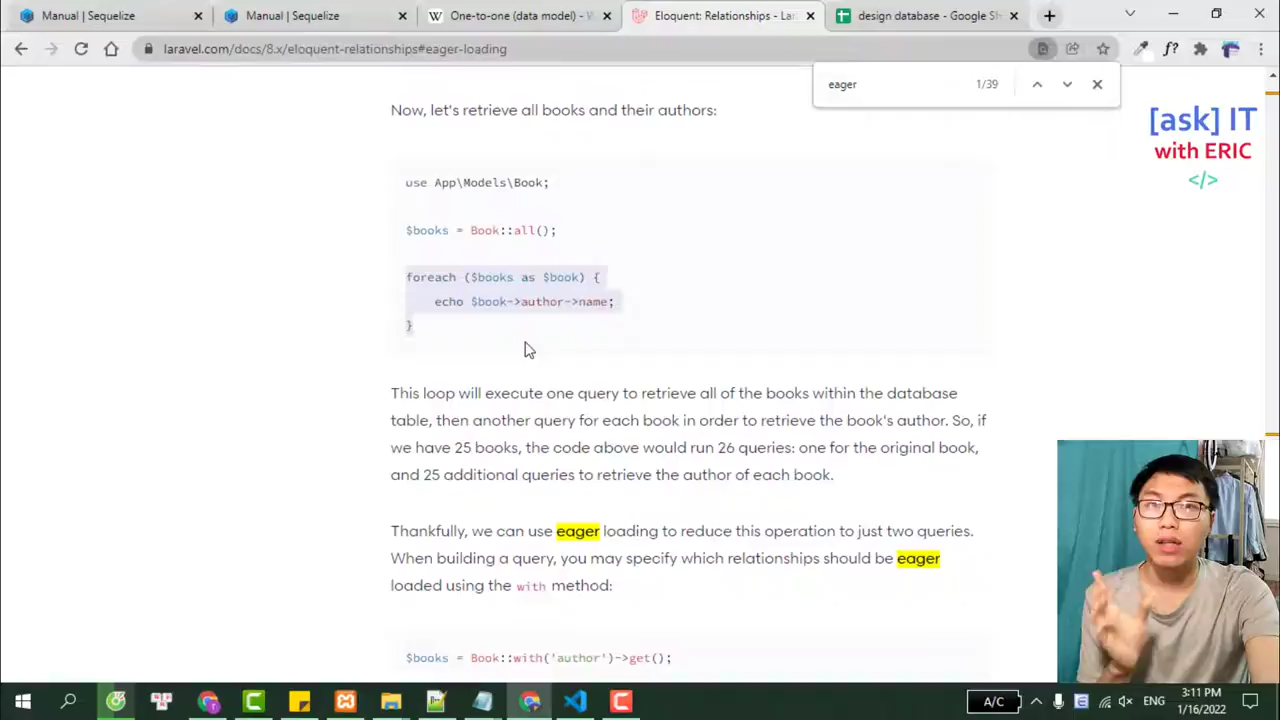 Manual | Sequelize
Manual | Sequelize
One-to-one (data model) - W
Eloquent: Relationships - Lar
design database - Google Sh
laravel.com/docs/8.x/eloquent-relationships#eager-loading
eager 1/39
[ask] IT
with ERIC
</>
Now, let's retrieve all books and their authors:
use App\Models\Book;
$books = Book::all();
foreach ($books as $book) {
echo $book->author->name;
}
This loop will execute one query to retrieve all of the books within the database
table, then another query for each book in order to retrieve the book's author. So, if
we have 25 books, the code above would run 26 queries: one for the original book,
and 25 additional queries to retrieve the author of each book.
Thankfully, we can use eager loading to reduce this operation to just two queries.
When building a query, you may specify which relationships should be eager
loaded using the with method:
$books = Book::with('author')->get();
A/C
ENG
3:11 PM
1/16/2022